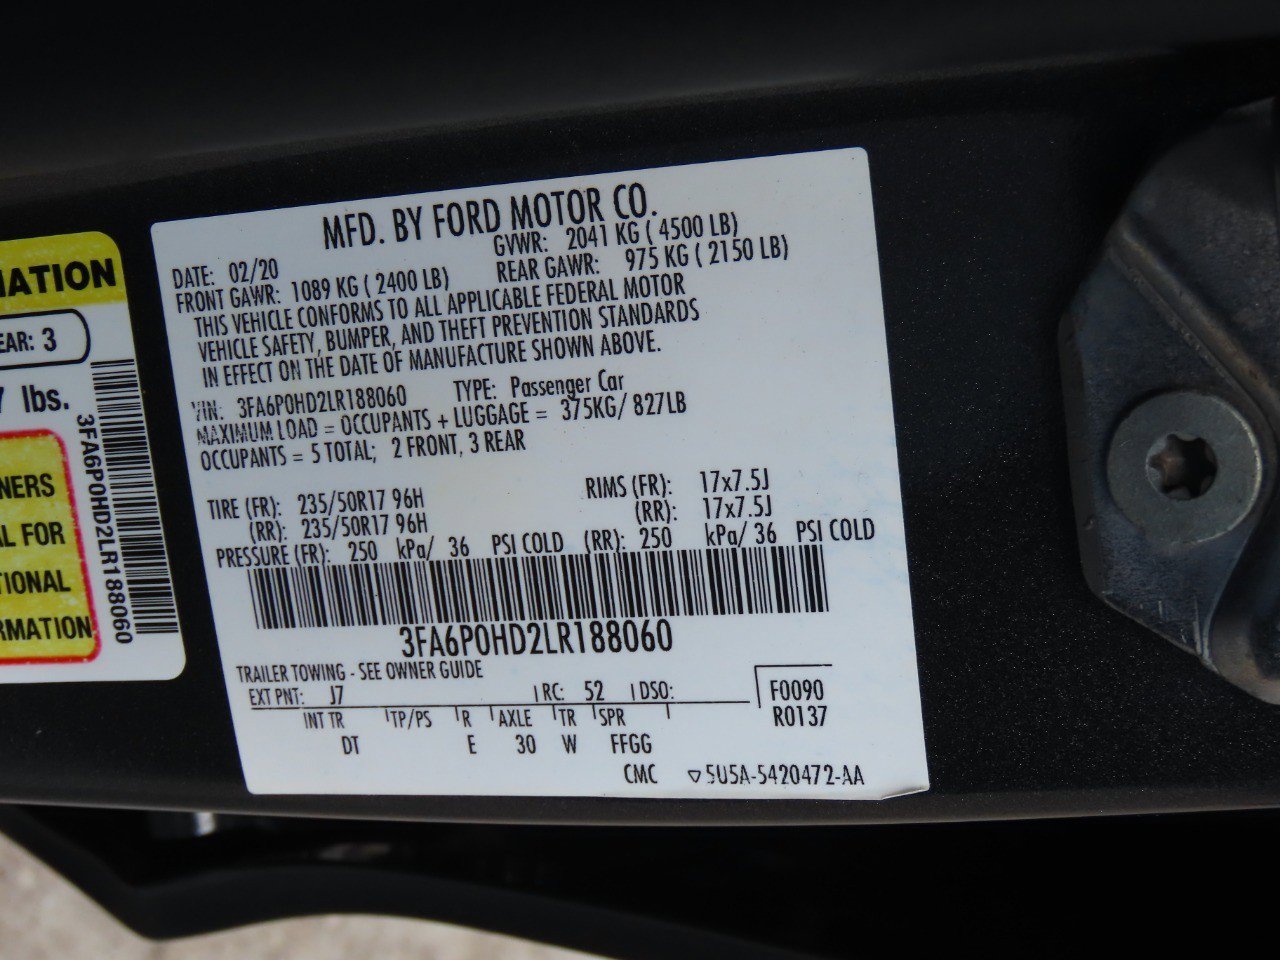 MATION
EAR: 3
7 lbs.
3FA6P0HD2LR188060
NERS
AL FOR
TIONAL
RMATION
MFD. BY FORD MOTOR CO.
DATE: 02/20 GVWR: 2041 KG ( 4500 LB)
FRONT GAWR: 1089 KG ( 2400 LB) REAR GAWR: 975 KG ( 2150 LB)
THIS VEHICLE CONFORMS TO ALL APPLICABLE FEDERAL MOTOR
VEHICLE SAFETY, BUMPER, AND THEFT PREVENTION STANDARDS
IN EFFECT ON THE DATE OF MANUFACTURE SHOWN ABOVE.
VIN: 3FA6P0HD2LR188060 TYPE: Passenger Car
MAXIMUM LOAD = OCCUPANTS + LUGGAGE = 375KG/ 827LB
OCCUPANTS = 5 TOTAL; 2 FRONT, 3 REAR
TIRE (FR): 235/50R17 96H RIMS (FR): 17x7.5J
(RR): 235/50R17 96H (RR): 17x7.5J
PRESSURE (FR): 250 kPa/ 36 PSI COLD (RR): 250 kPa/ 36 PSI COLD
3FA6P0HD2LR188060
TRAILER TOWING - SEE OWNER GUIDE
EXT PNT: J7 RC: 52 DSO: F0090
INT TR TP/PS R AXLE TR SPR R0137
DT E 30 W FFGG
CMC ▽5U5A-5420472-AA